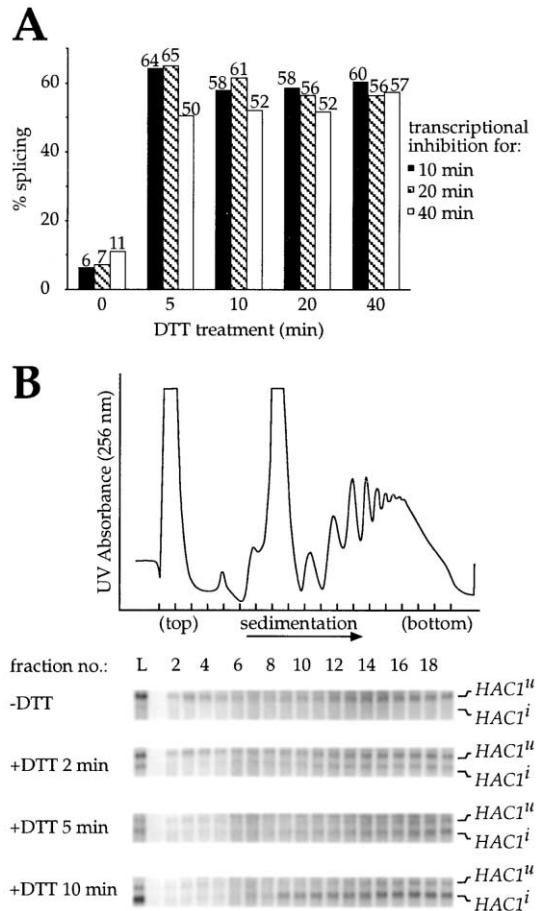 A
64 65 50
58 61 52
58 56 52
60 56 57
6 7 11
60
40
20
0
% splicing
0 5 10 20 40
DTT treatment (min)
transcriptional
inhibition for:
10 min
20 min
40 min
B
UV Absorbance (256 nm)
(top) sedimentation (bottom)
fraction no.: L 2 4 6 8 10 12 14 16 18
-DTT
HAC1u
HAC1i
+DTT 2 min
HAC1u
HAC1i
+DTT 5 min
HAC1u
HAC1i
+DTT 10 min
HAC1u
HAC1i